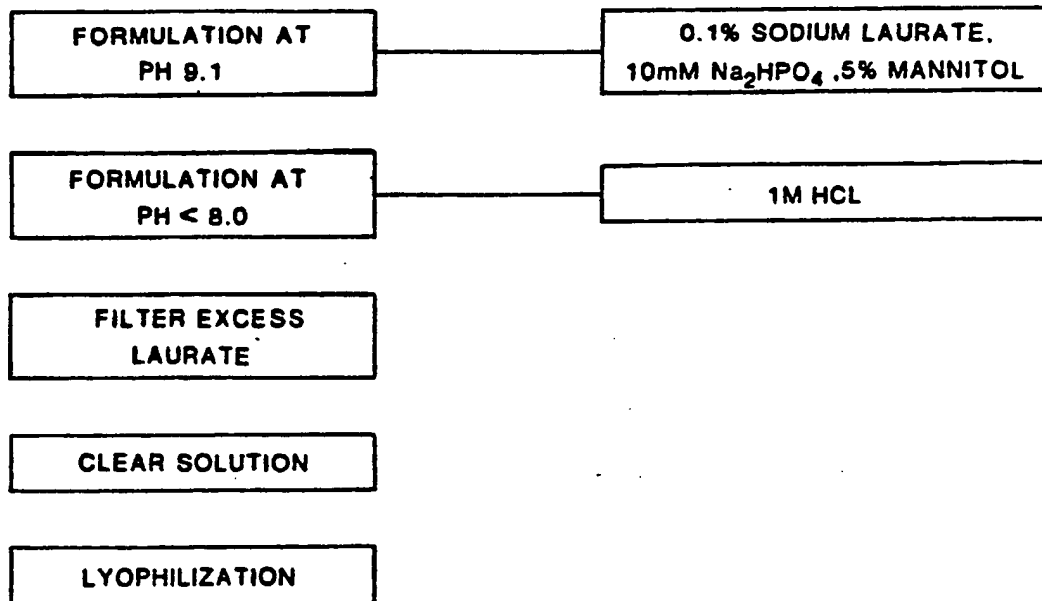 FORMULATION AT
PH 9.1
0.1% SODIUM LAURATE.
10mM Na₂HPO₄ .5% MANNITOL
FORMULATION AT
PH < 8.0
1M HCL
FILTER EXCESS
LAURATE
CLEAR SOLUTION
LYOPHILIZATION